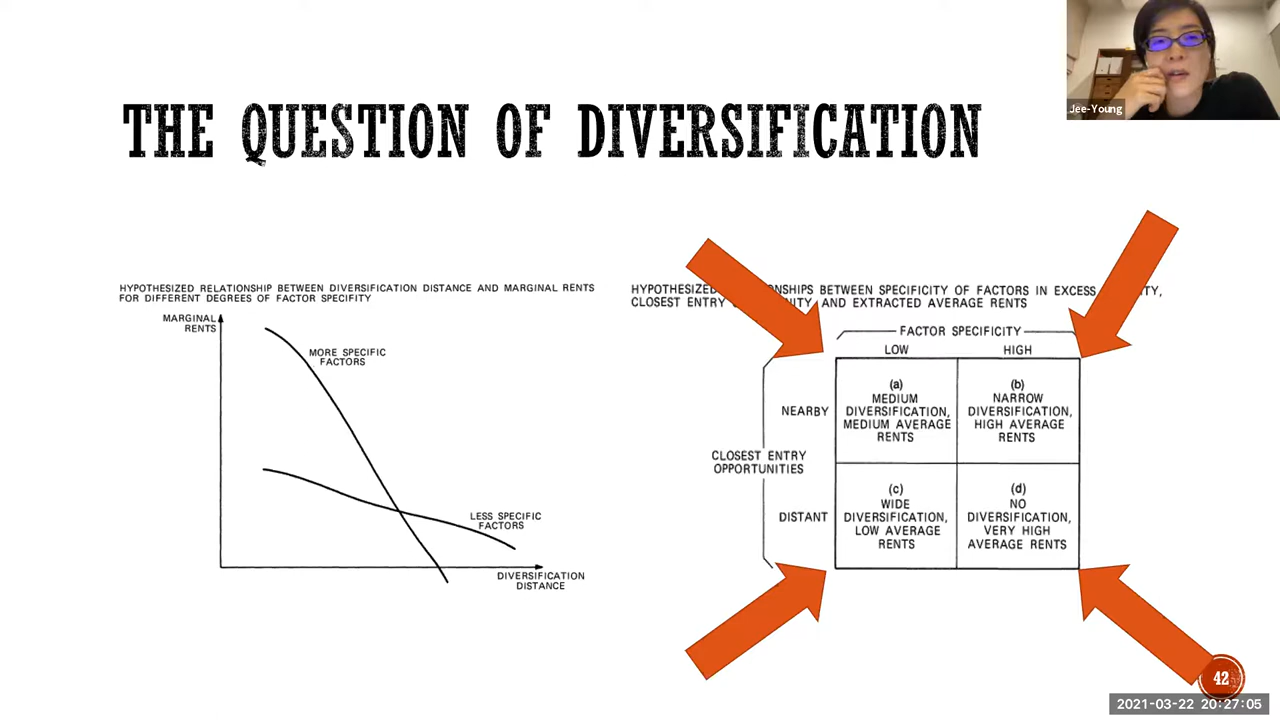 Jee-Young
THE QUESTION OF DIVERSIFICATION
HYPOTHESIZED RELATIONSHIP BETWEEN DIVERSIFICATION DISTANCE AND MARGINAL RENTS
FOR DIFFERENT DEGREES OF FACTOR SPECIFITY
MARGINAL
RENTS
MORE SPECIFIC
FACTORS
LESS SPECIFIC
FACTORS
DIVERSIFICATION
DISTANCE
HYPOTHESIZED BETWEEN SPECIFICITY OF FACTORS IN EXCESS
CLOSEST ENTRY AND EXTRACTED AVERAGE RENTS
FACTOR SPECIFICITY
LOW HIGH
CLOSEST ENTRY
OPPORTUNITIES
NEARBY
(a)
MEDIUM
DIVERSIFICATION,
MEDIUM AVERAGE
RENTS
(b)
NARROW
DIVERSIFICATION,
HIGH AVERAGE
RENTS
DISTANT
(c)
WIDE
DIVERSIFICATION,
LOW AVERAGE
RENTS
(d)
NO
DIVERSIFICATION,
VERY HIGH
AVERAGE RENTS
42
2021-03-22 20:27:05